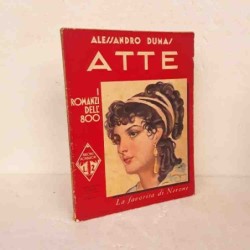 ALESSANDRO DUMAS
ATTE
I
ROMANZI
DELL'
800
La favorita di Nerone